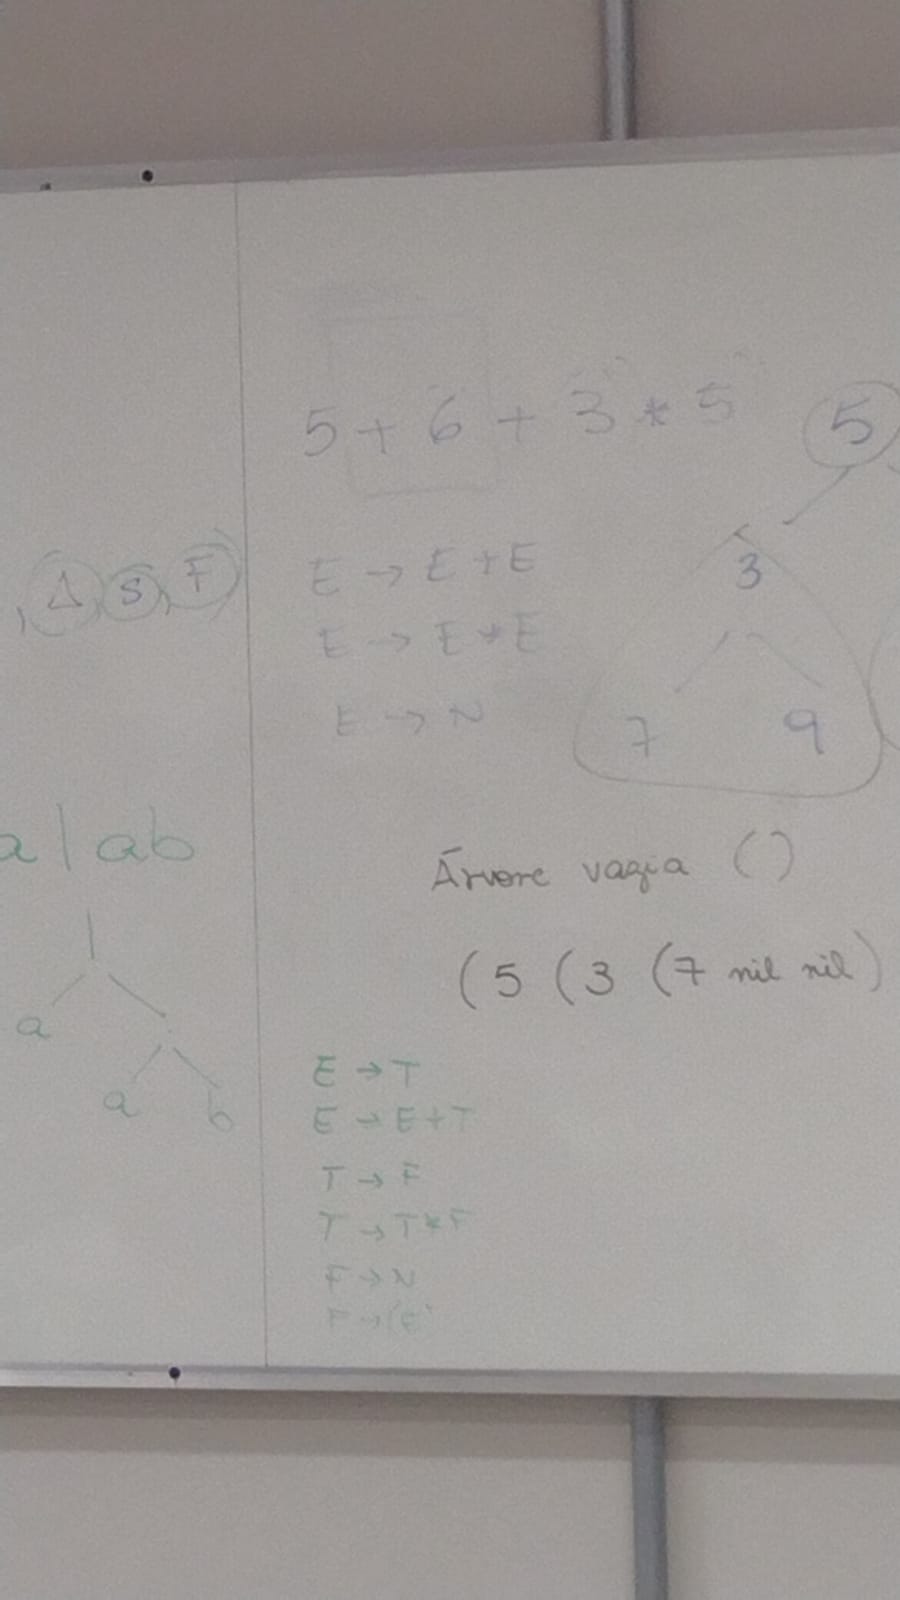 5 + 6 + 3 * 5
5
E → E + E
3
, Δ, S, F
E → E * E
E → N
7 9
a | ab
Árvore vazia ()
|
(5 (3 (7 nil nil)
a .
a b
E → T
E → E + T
T → F
T → T * F
F → N
F → (E)